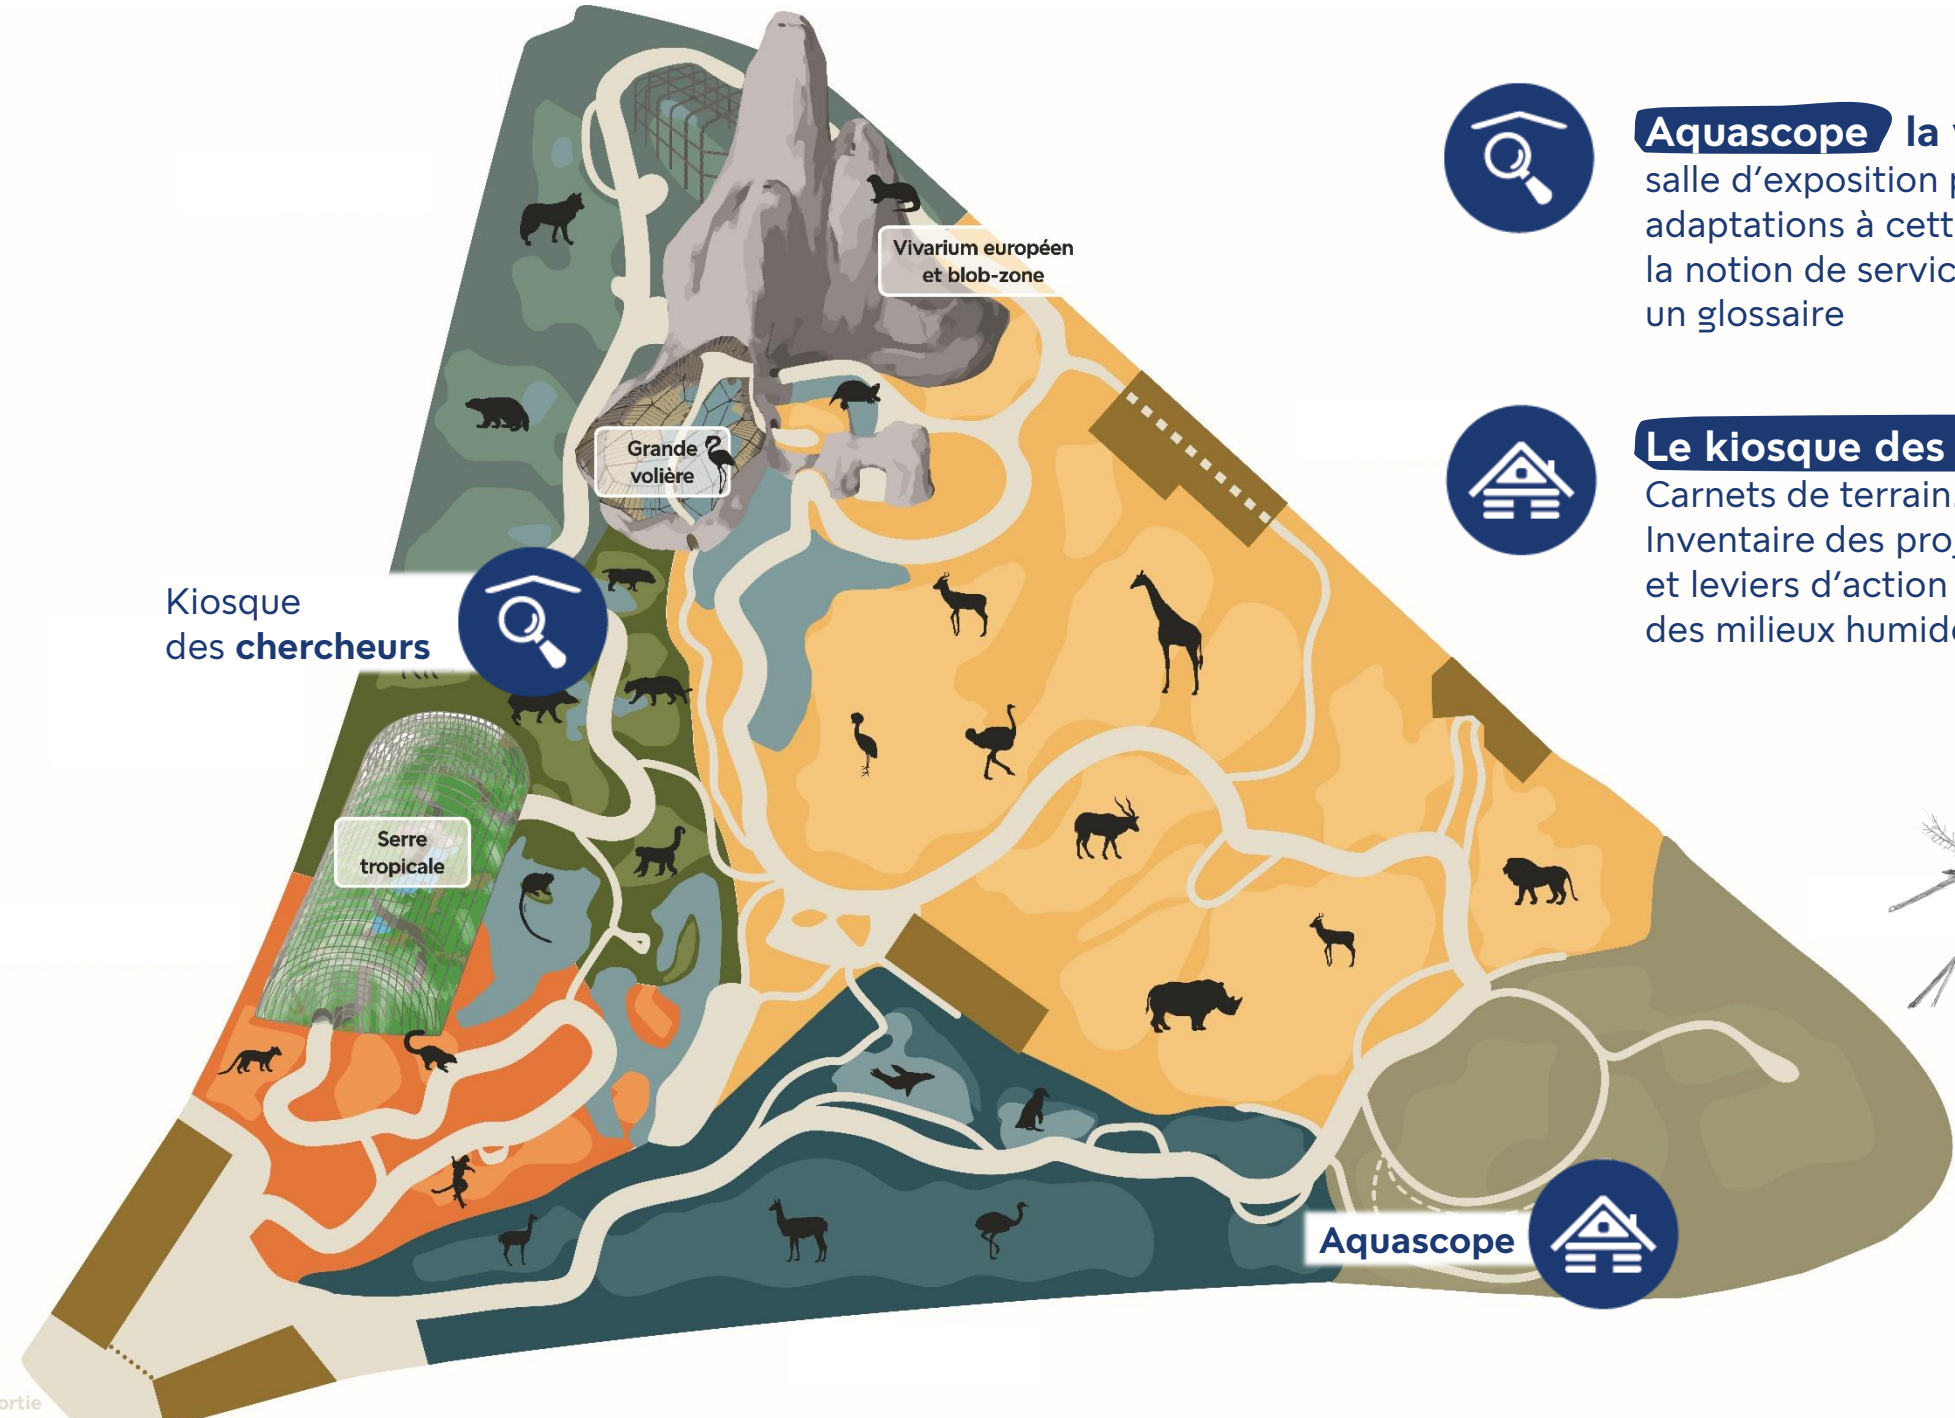 Aquascope la
salle d'exposition
adaptations à cett
la notion de servic
un glossaire
Vivarium européen
et blob-zone
Le kiosque des
Carnets de terrain.
Inventaire des proj
et leviers d'action
des milieux humid
Grande
volière
Kiosque
des chercheurs
Serre
tropicale
Aquascope
ortie